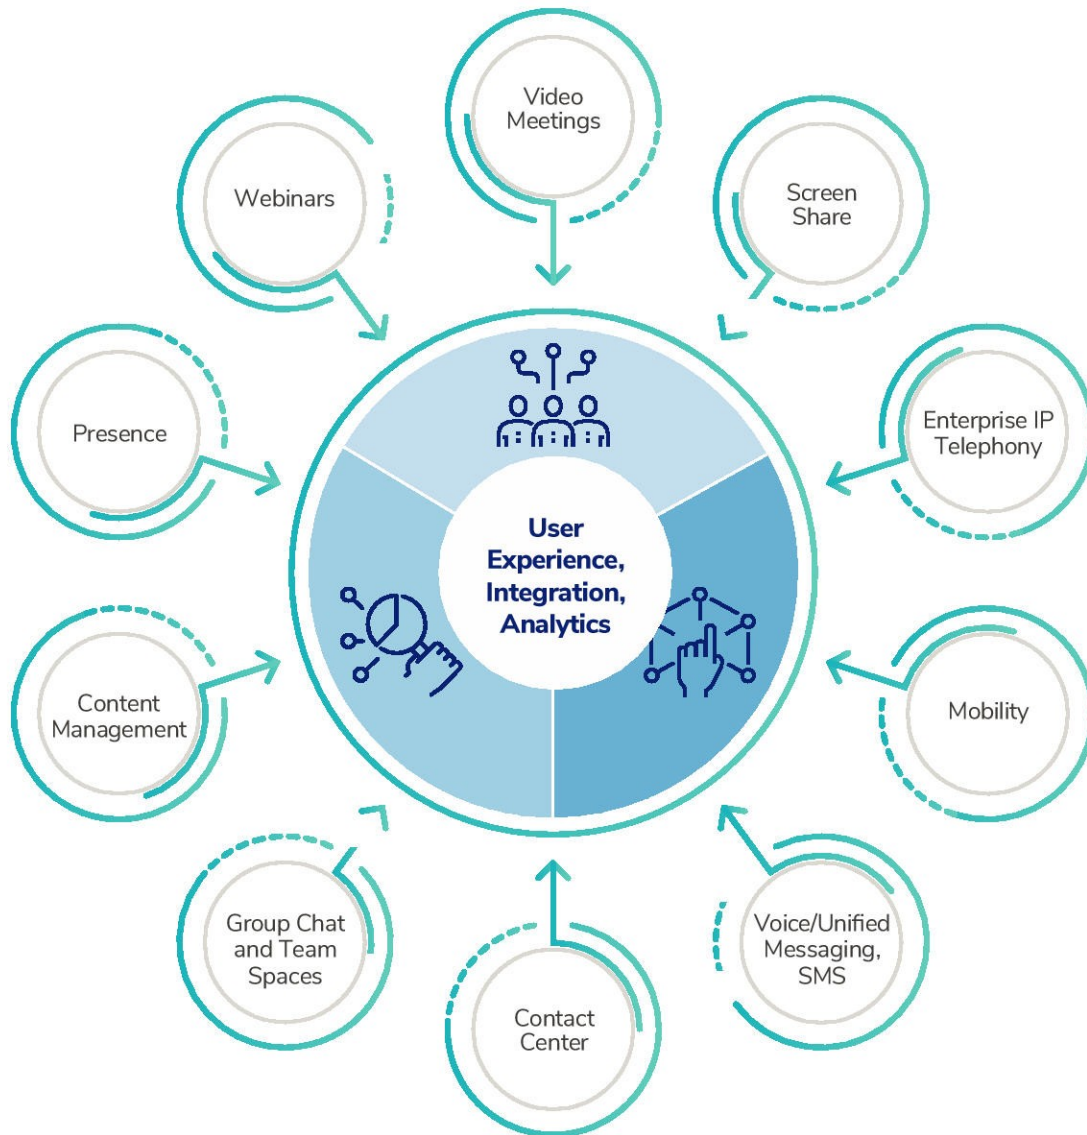 Video
Meetings
Screen
Share
Enterprise IP
Telephony
Mobility
Voice/Unified
Messaging,
SMS
Contact
Center
Group Chat
and Team
Spaces
Content
Management
Presence
Webinars
User
Experience,
Integration,
Analytics